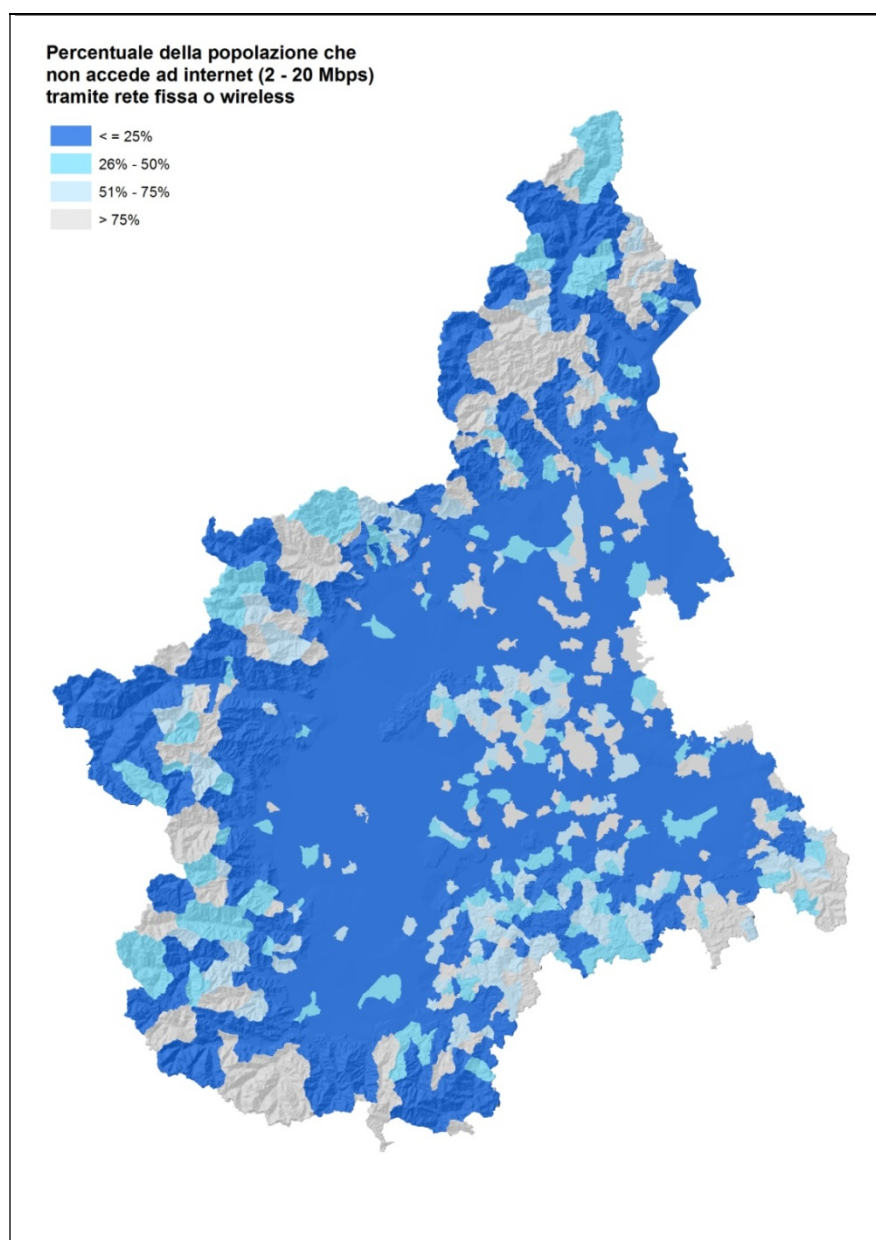 Percentuale della popolazione che
non accede ad internet (2 - 20 Mbps)
tramite rete fissa o wireless
< = 25%
26% - 50%
51% - 75%
> 75%